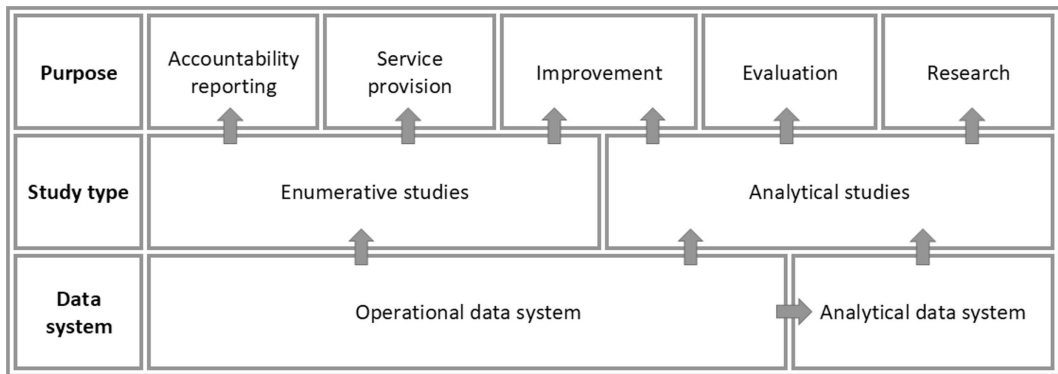 Purpose
Accountability
reporting
Service
provision
Improvement
Evaluation
Research
Study type
Enumerative studies
Analytical studies
Data
system
Operational data system
Analytical data system